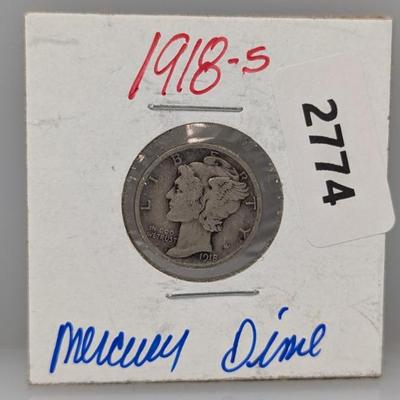 1918-S
2774
LIBERTY
IN GOD
WE TRUST
1918
Mercury Dime